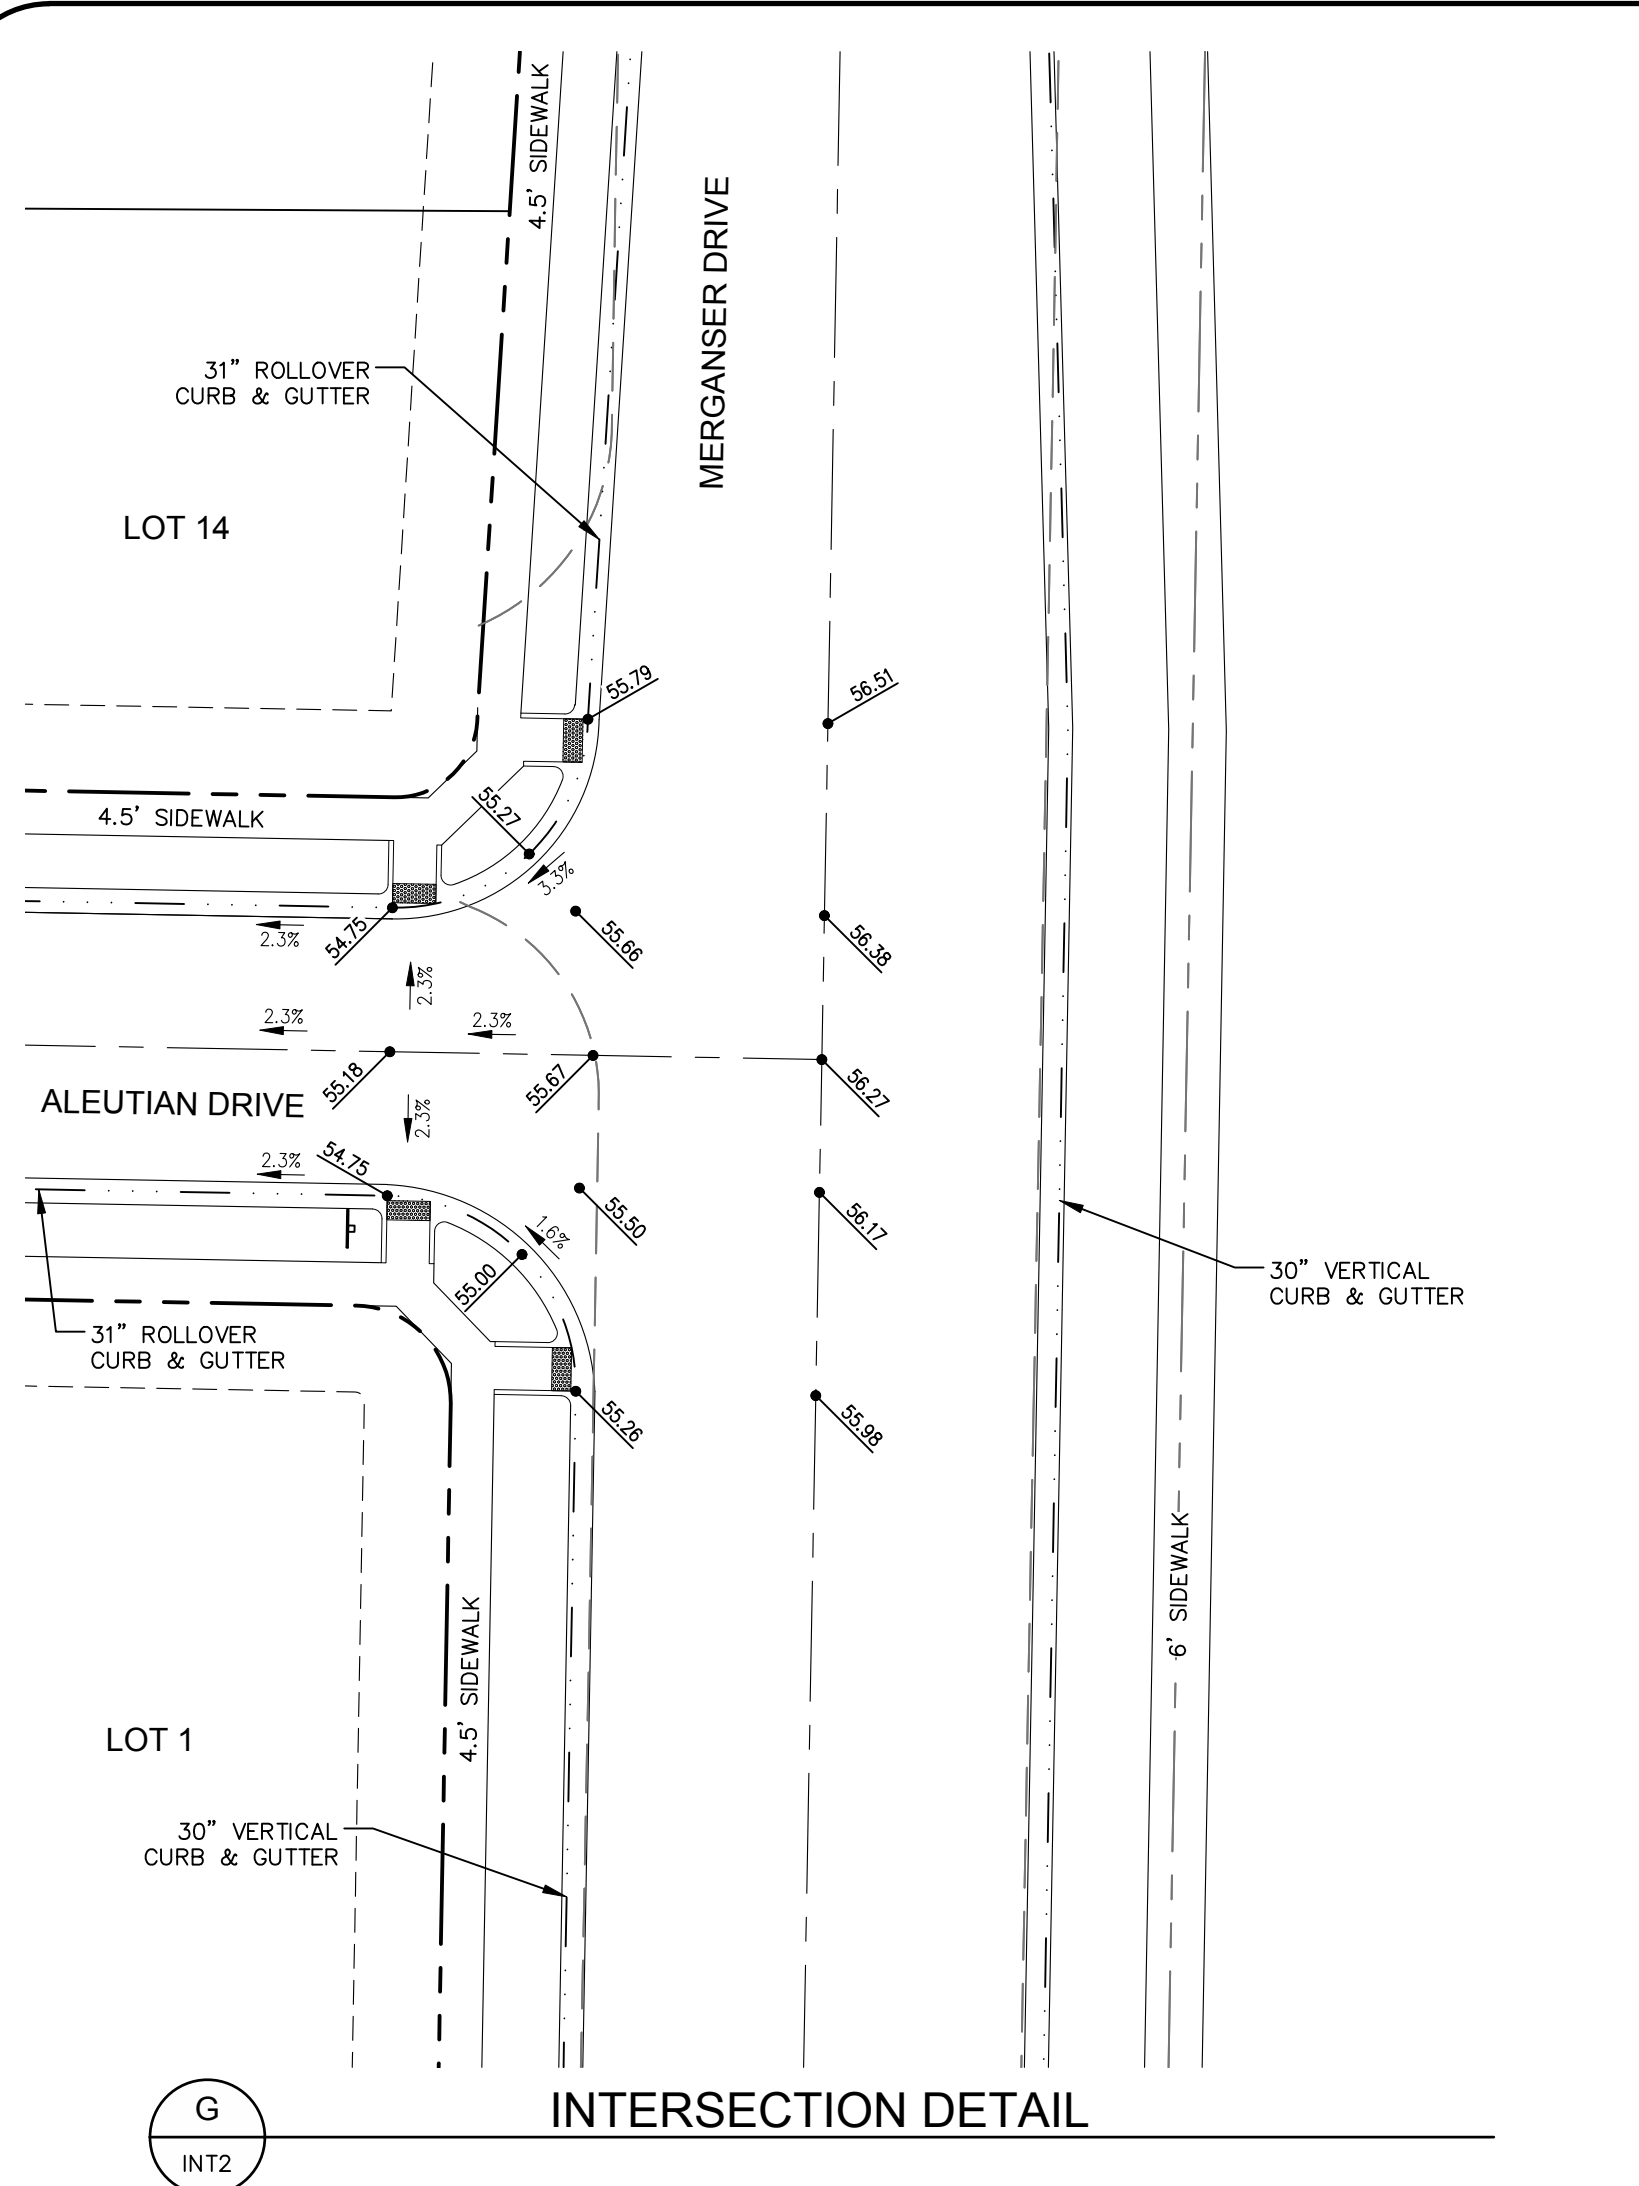 4.5' SIDEWALK
MERGANSER DRIVE
31" ROLLOVER
CURB & GUTTER
LOT 14
55.79
56.51
55.27
4.5' SIDEWALK
3.3%
54.75
2.3%
55.66
56.38
2.3%
2.3%
2.3%
55.18
55.67
56.27
ALEUTIAN DRIVE
2.3%
54.75
2.3%
55.50
56.17
1.6%
55.00
30" VERTICAL
CURB & GUTTER
31" ROLLOVER
CURB & GUTTER
55.26
55.98
6' SIDEWALK
4.5' SIDEWALK
LOT 1
30" VERTICAL
CURB & GUTTER
G
INT2
INTERSECTION DETAIL